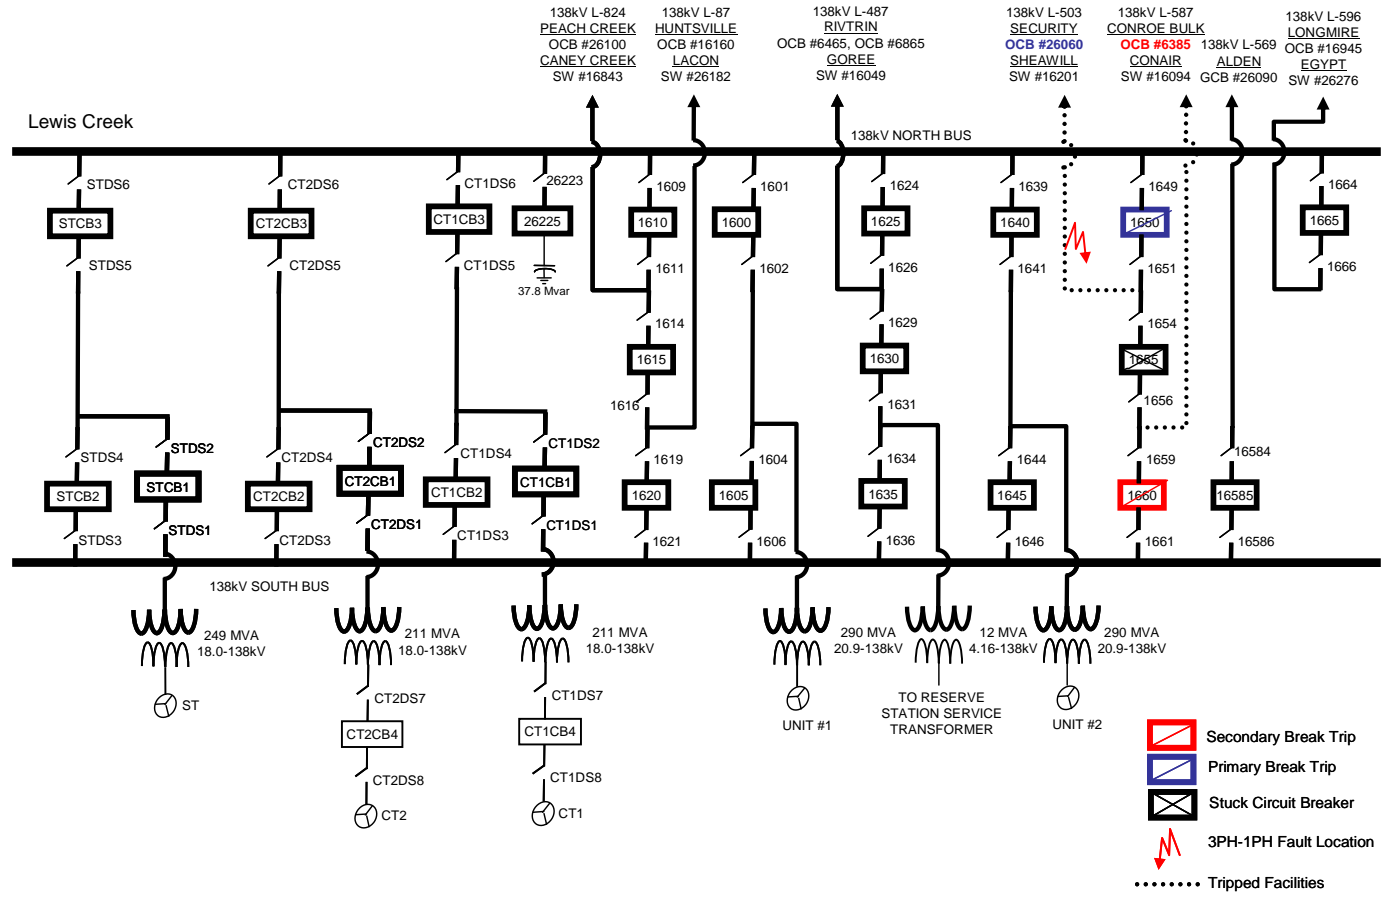 138kV L-824
PEACH CREEK
OCB #26100
CANEY CREEK
SW #16843
138kV L-87
HUNTSVILLE
OCB #16160
LACON
SW #26182
138kV L-487
RIVTRIN
OCB #6465, OCB #6865
GOREE
SW #16049
138kV L-503
SECURITY
OCB #26060
SHEAWILL
SW #16201
138kV L-587
CONROE BULK
OCB #6385
CONAIR
SW #16094
138kV L-569
ALDEN
GCB #26090
138kV L-596
LONGMIRE
OCB #16945
EGYPT
SW #26276
Lewis Creek
138kV NORTH BUS
STDS6
STCB3
STDS5
STDS4
STCB2
STDS3
STDS2
STCB1
STDS1
CT2DS6
CT2CB3
CT2DS5
CT2DS4
CT2CB2
CT2DS3
CT2DS2
CT2CB1
CT2DS1
CT1DS6
CT1CB3
CT1DS5
CT1DS4
CT1CB2
CT1DS3
CT1DS2
CT1CB1
CT1DS1
26223
26225
37.8 Mvar
1609
1610
1611
1614
1615
1616
1619
1620
1621
1601
1600
1602
1604
1605
1606
1624
1625
1626
1629
1630
1631
1634
1635
1636
1639
1640
1641
1644
1645
1646
1649
1650
1651
1654
1655
1656
1659
1660
1661
16584
16585
16586
1664
1665
1666
138kV SOUTH BUS
249 MVA
18.0-138kV
ST
211 MVA
18.0-138kV
CT2DS7
CT2CB4
CT2DS8
CT2
211 MVA
18.0-138kV
CT1DS7
CT1CB4
CT1DS8
CT1
290 MVA
20.9-138kV
UNIT #1
12 MVA
4.16-138kV
TO RESERVE
STATION SERVICE
TRANSFORMER
290 MVA
20.9-138kV
UNIT #2
Secondary Break Trip
Primary Break Trip
Stuck Circuit Breaker
3PH-1PH Fault Location
Tripped Facilities